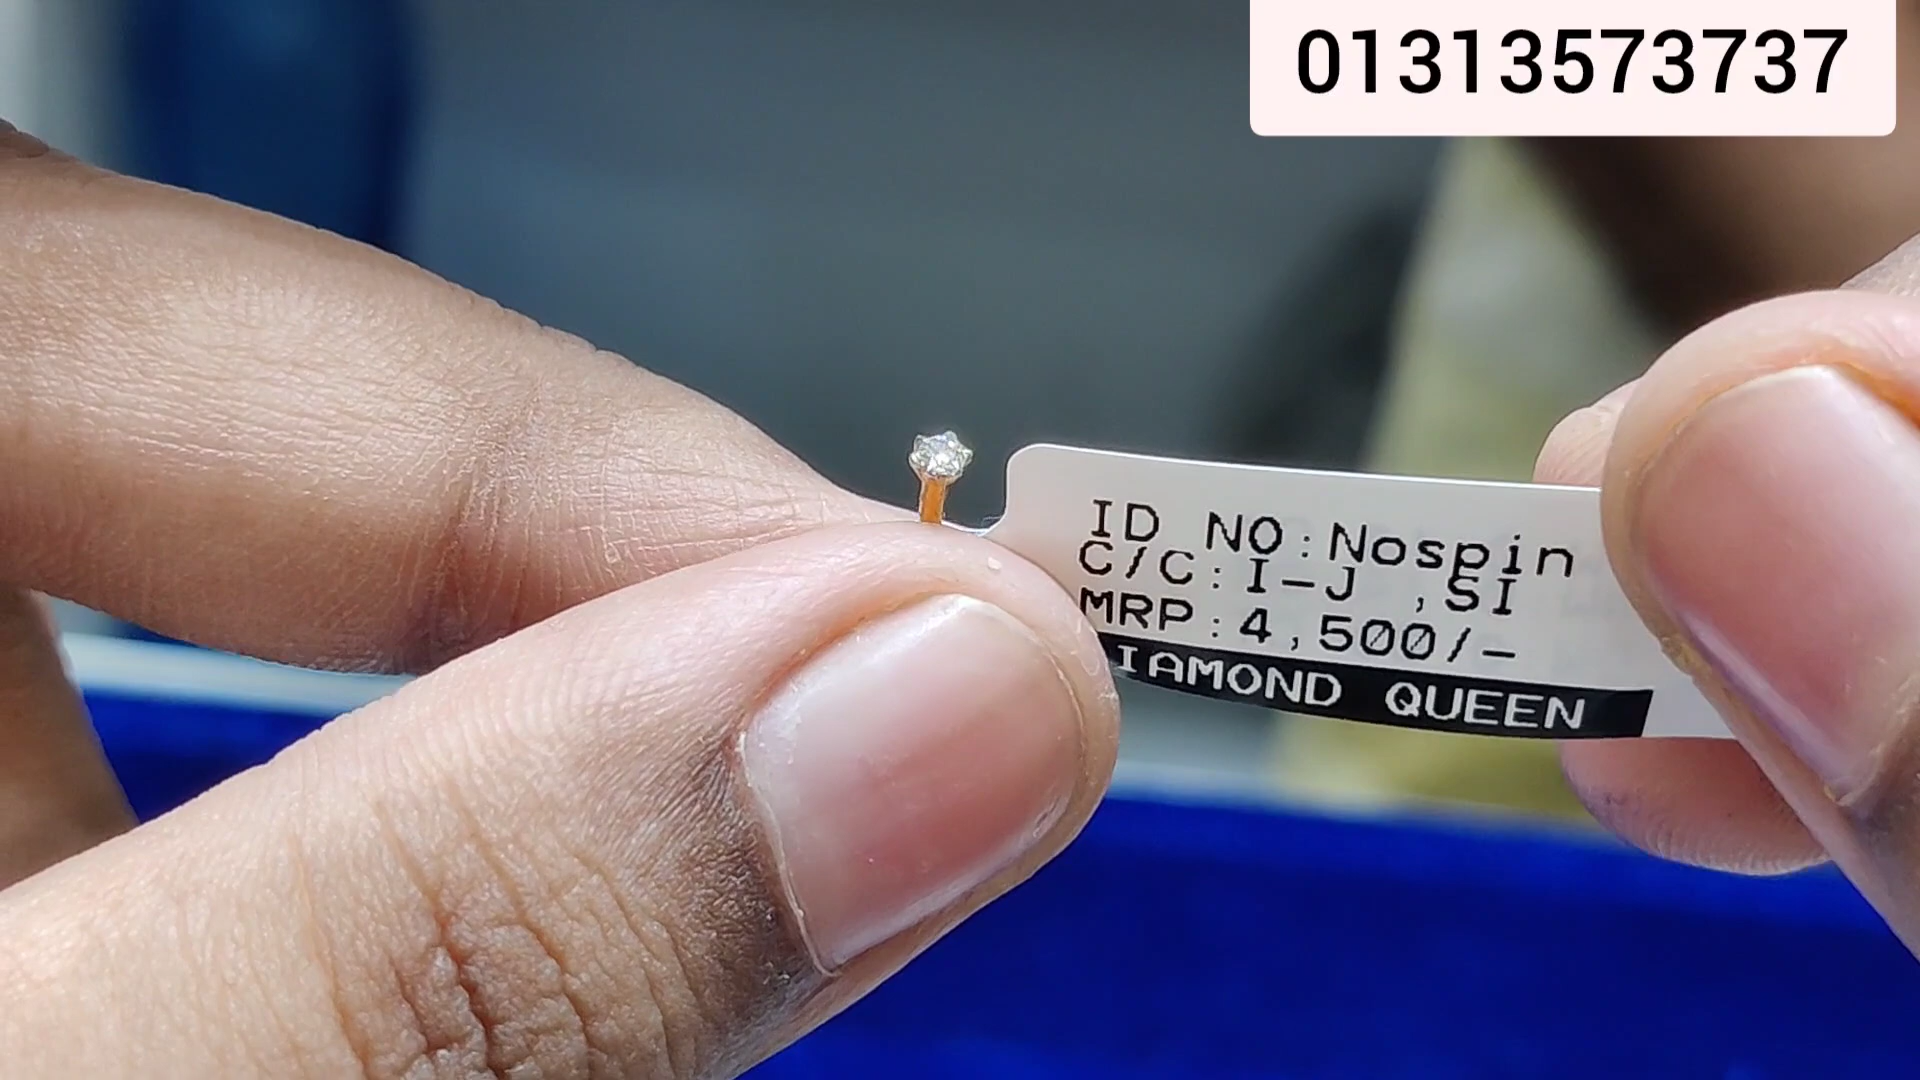 01313573737
ID NO:Nospin
C/C:I-J ,SI
MRP:4,500/-
IAMOND QUEEN